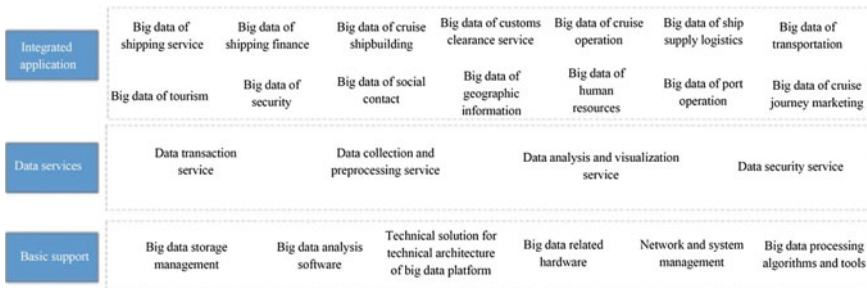 Integrated
application
Big data of
shipping service
Big data of
shipping finance
Big data of cruise
shipbuilding
Big data of customs
clearance service
Big data of cruise
operation
Big data of ship
supply logistics
Big data of
transportation
Big data of tourism
Big data of
security
Big data of social
contact
Big data of
geographic
information
Big data of
human
resources
Big data of port
operation
Big data of cruise
journey marketing
Data services
Data transaction
service
Data collection and
preprocessing service
Data analysis and visualization
service
Data security service
Basic support
Big data storage
management
Big data analysis
software
Technical solution for
technical architecture
of big data platform
Big data related
hardware
Network and system
management
Big data processing
algorithms and tools